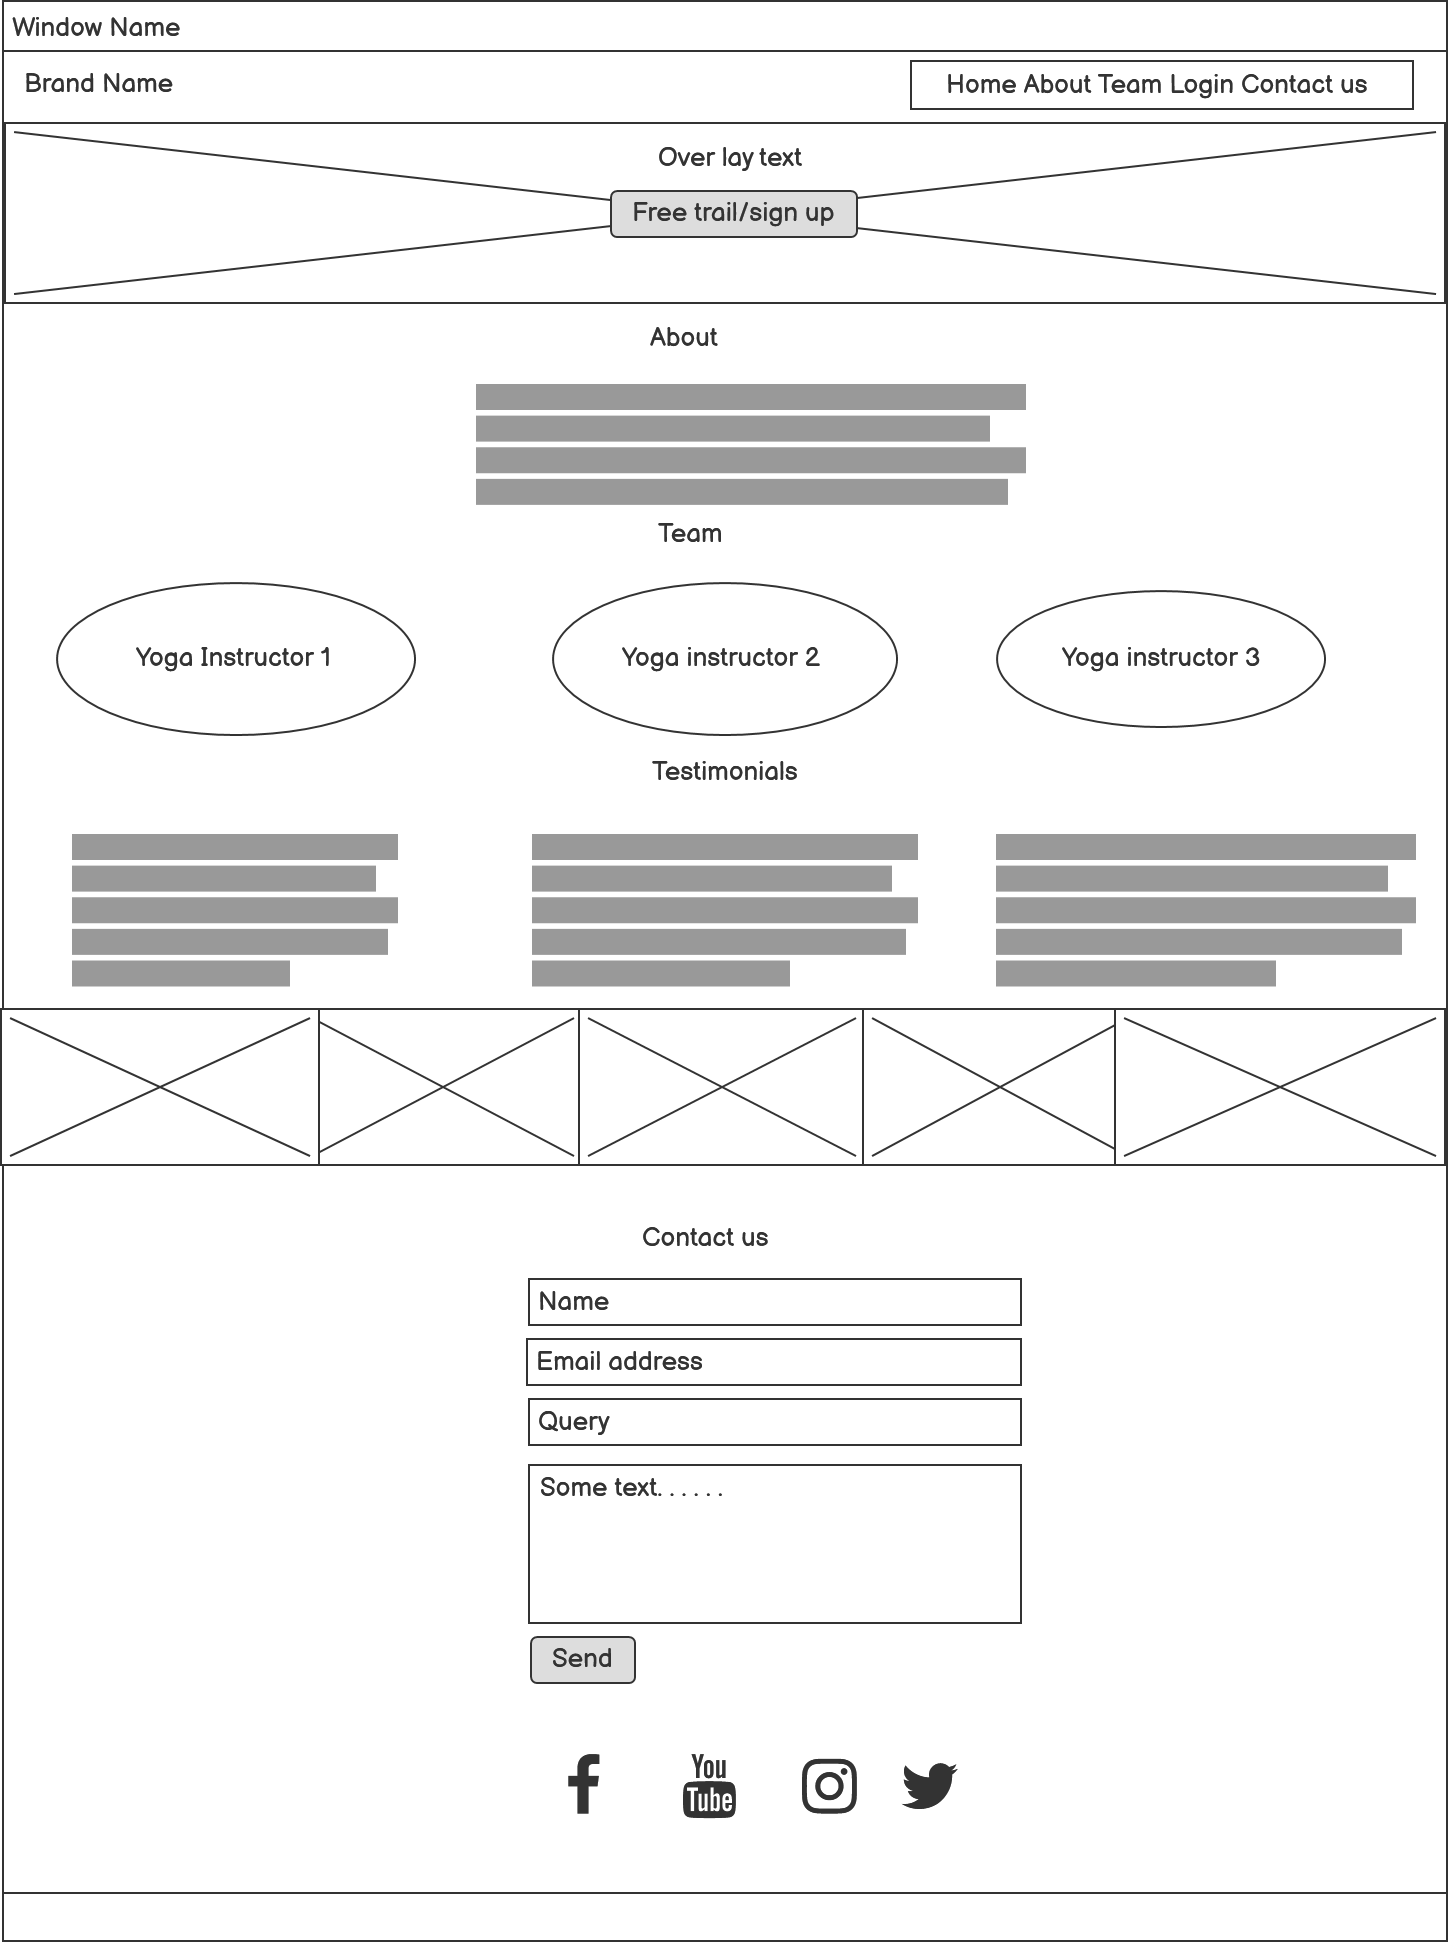 Window Name
Brand Name
Home About Team Login Contact us
Over lay text
Free trail/sign up
About
Team
Yoga Instructor 1
Yoga instructor 2
Yoga instructor 3
Testimonials
Contact us
Name
Email address
Query
Some text. . . . . .
Send
You
Tube